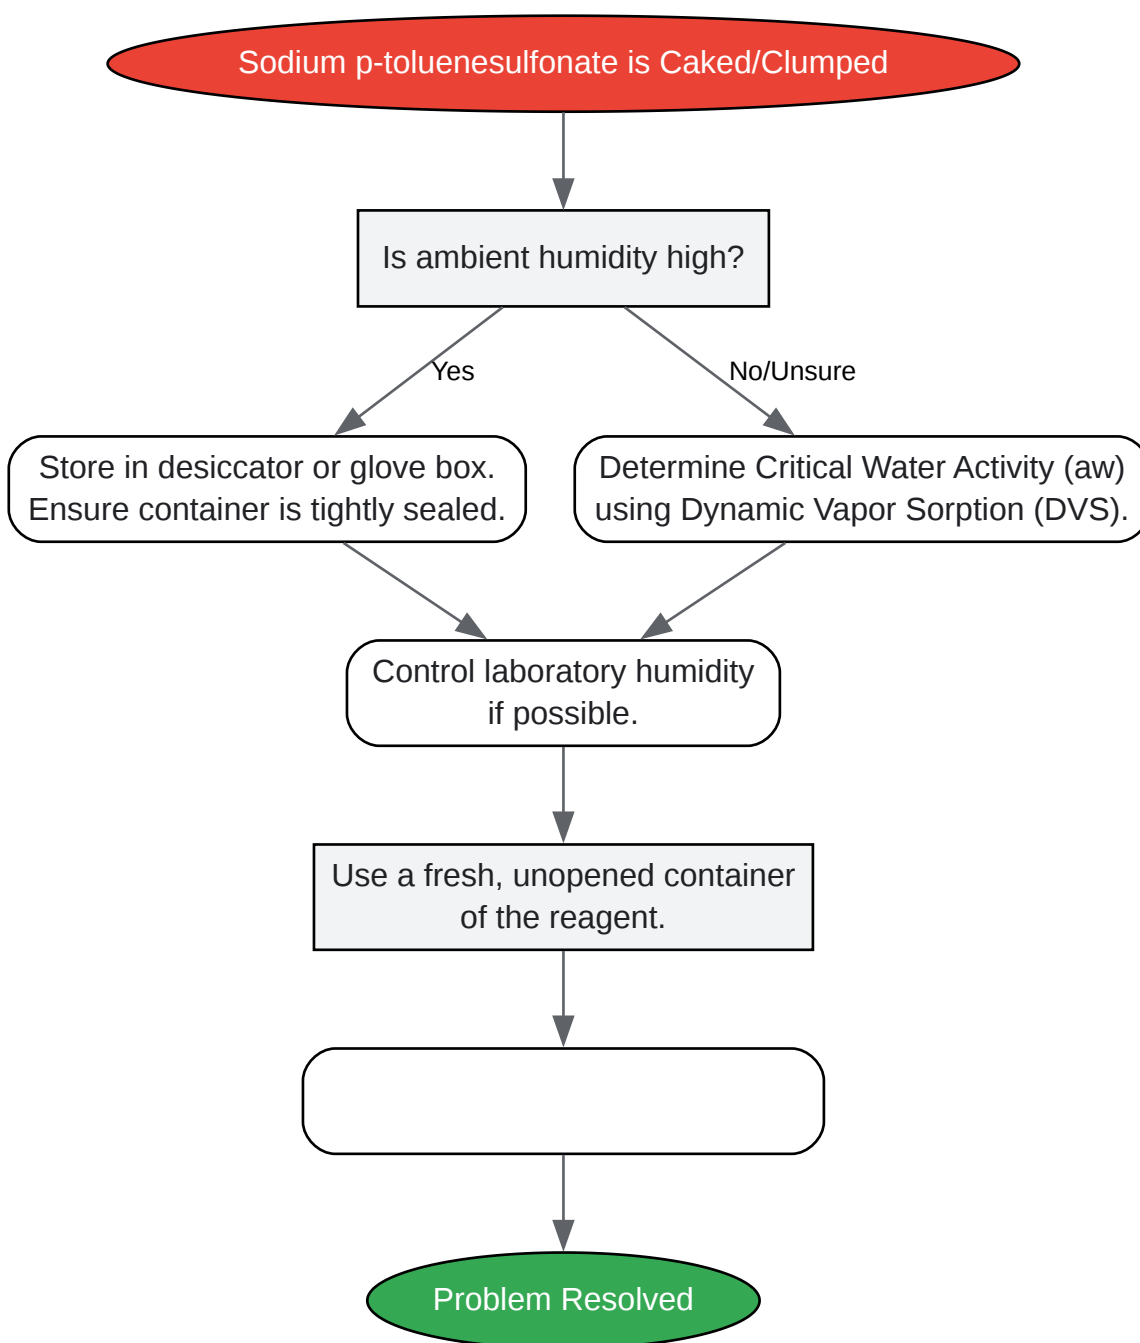 Sodium p-toluenesulfonate is Caked/Clumped
Is ambient humidity high?
Yes
No/Unsure
Store in desiccator or glove box.
Ensure container is tightly sealed.
Determine Critical Water Activity (aw)
using Dynamic Vapor Sorption (DVS).
Control laboratory humidity
if possible.
Use a fresh, unopened container
of the reagent.
Problem Resolved